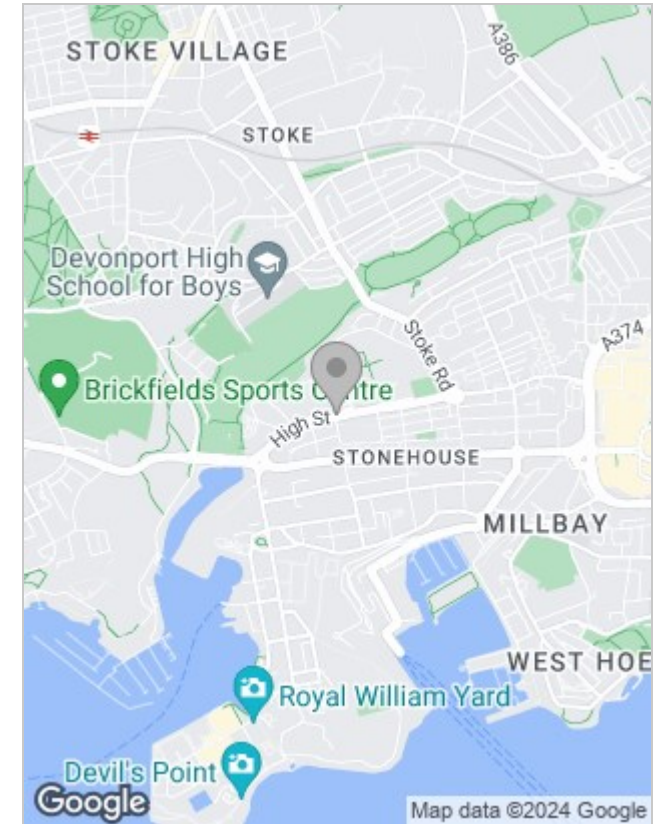 STOKE VILLAGE
A386
STOKE
Devonport High
School for Boys
Stoke Rd
A374
Brickfields Sports Centre
High St
STONEHOUSE
MILLBAY
WEST HOE
Royal William Yard
Devil's Point
Google
Map data ©2024 Google